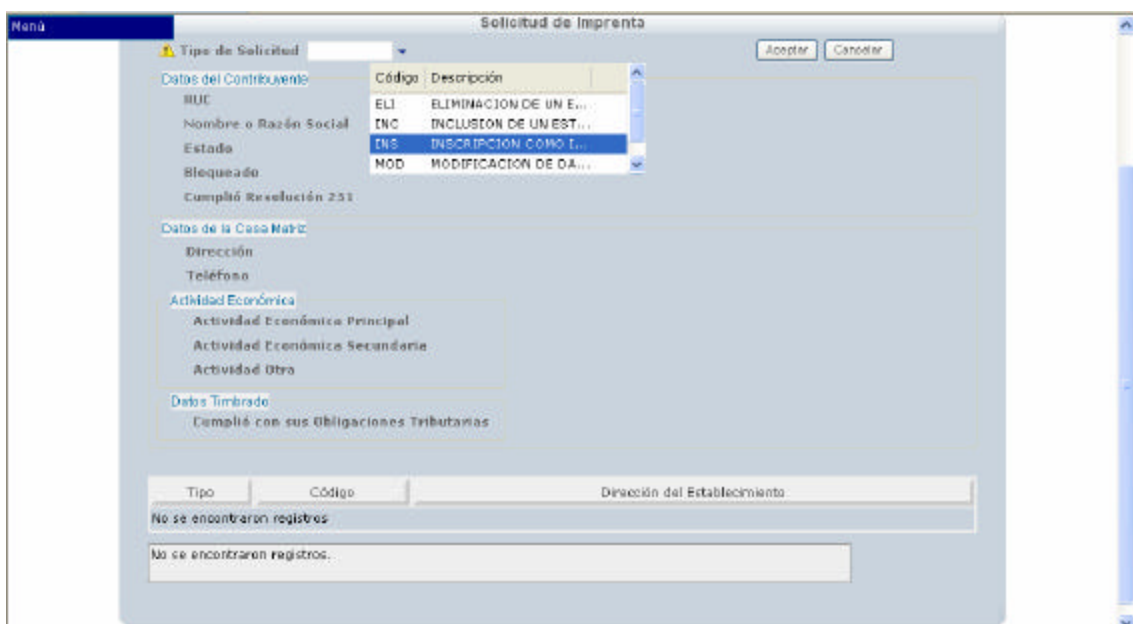 Menú
Solicitud de Imprenta
Tipo de Solicitud
Aceptar Cancelar
Datos del Contribuyente
Código Descripción
RUC
ELI ELIMINACION DE UN E...
Nombre o Razón Social
INC INCLUSION DE UN EST...
Estado
INS INSCRIPCION COMO I...
Bloqueado
MOD MODIFICACION DE DA...
Cumplió Resolución 231
Datos de la Casa Matriz
Dirección
Teléfono
Actividad Económica
Actividad Económica Principal
Actividad Económica Secundaria
Actividad Otra
Datos Timbrado
Cumplió con sus Obligaciones Tributarias
Tipo Código Dirección del Establecimiento
No se encontraron registros
No se encontraron registros.